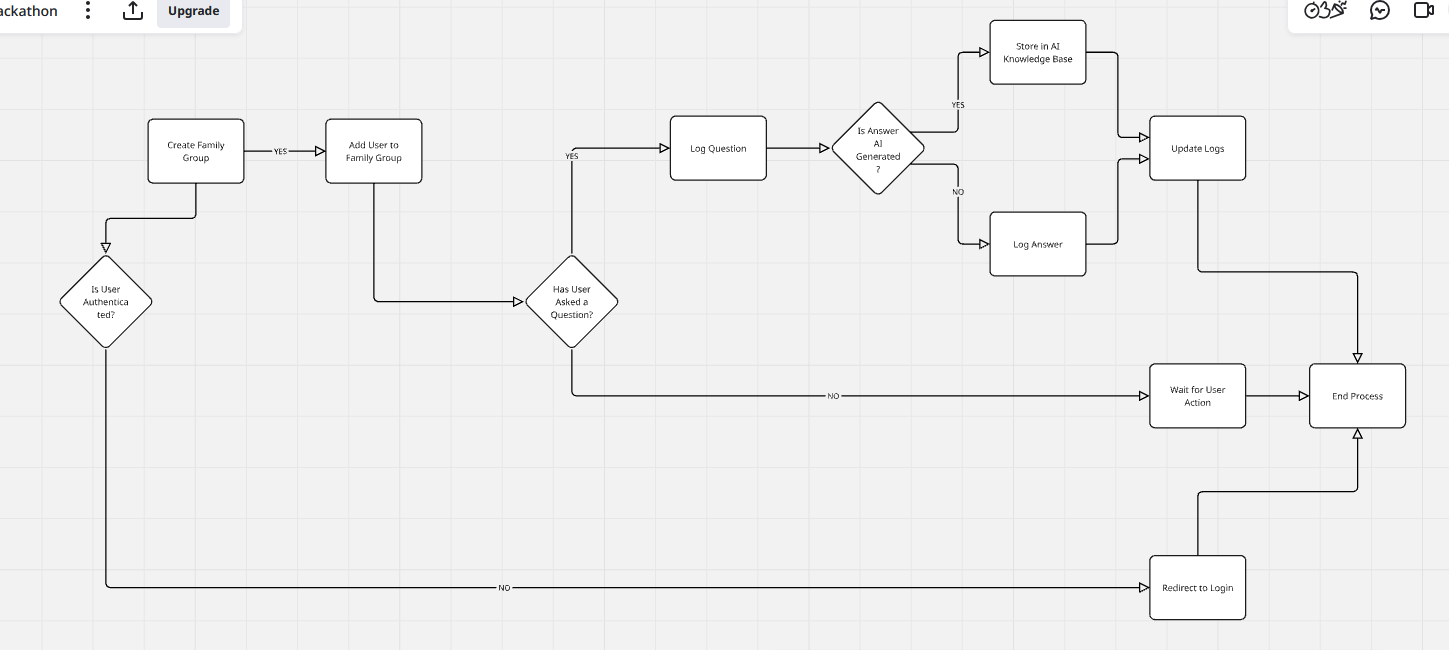 ackathon
Upgrade
Store in AI
Knowledge Base
YES
Create Family
Group
YES
Add User to
Family Group
YES
Log Question
Is Answer
AI
Generated
?
Update Logs
NO
Log Answer
Is User
Authentica
ted?
Has User
Asked a
Question?
NO
Wait for User
Action
End Process
NO
Redirect to Login